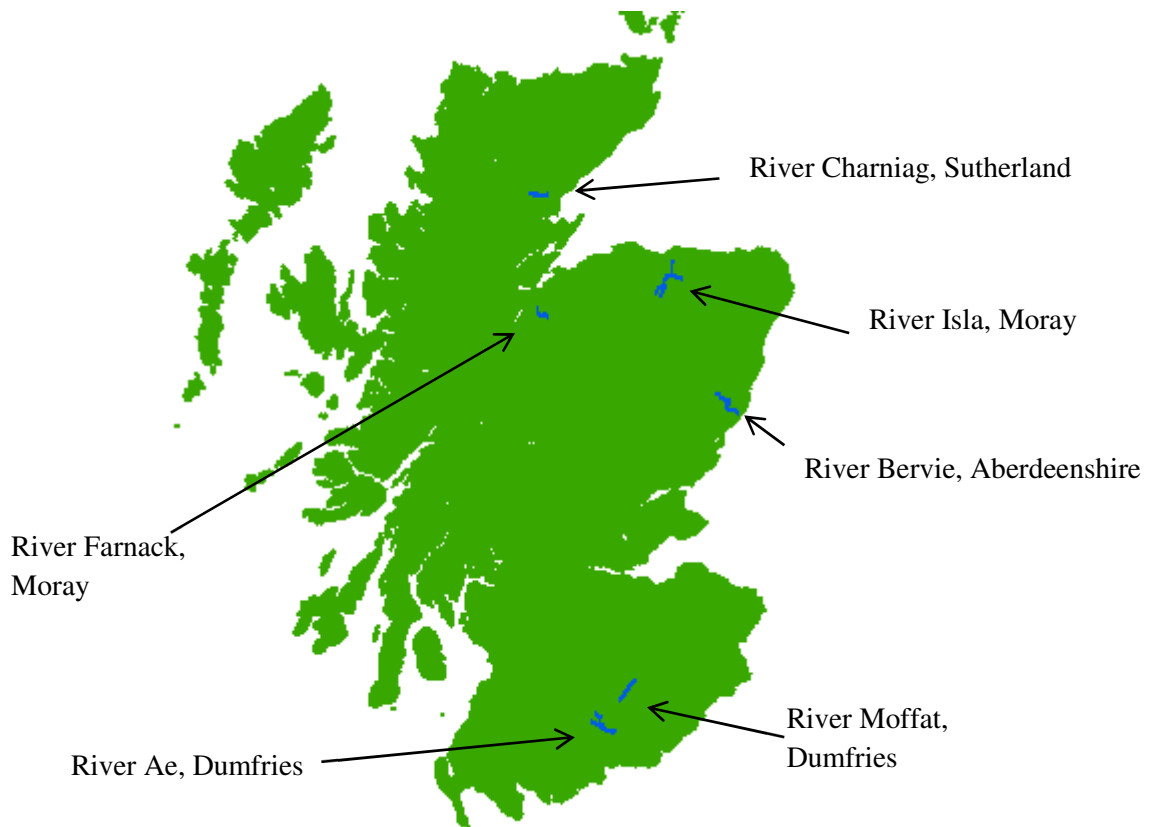 River Charniag, Sutherland
River Isla, Moray
River Bervie, Aberdeenshire
River Farnack,
Moray
River Moffat,
Dumfries
River Ae, Dumfries